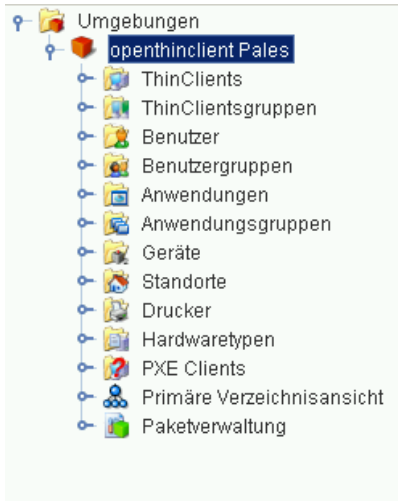 Umgebungen
openthinclient Pales
ThinClients
ThinClientsgruppen
Benutzer
Benutzergruppen
Anwendungen
Anwendungsgruppen
Geräte
Standorte
Drucker
Hardwaretypen
PXE Clients
Primäre Verzeichnisansicht
Paketverwaltung